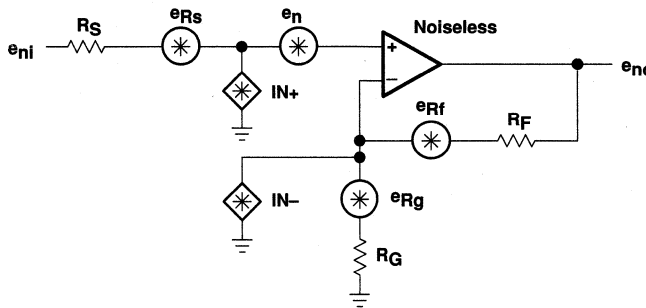 eRs
en
Noiseless
RS
eni
+
eno
IN+
−
eRf
RF
IN−
eRg
RG